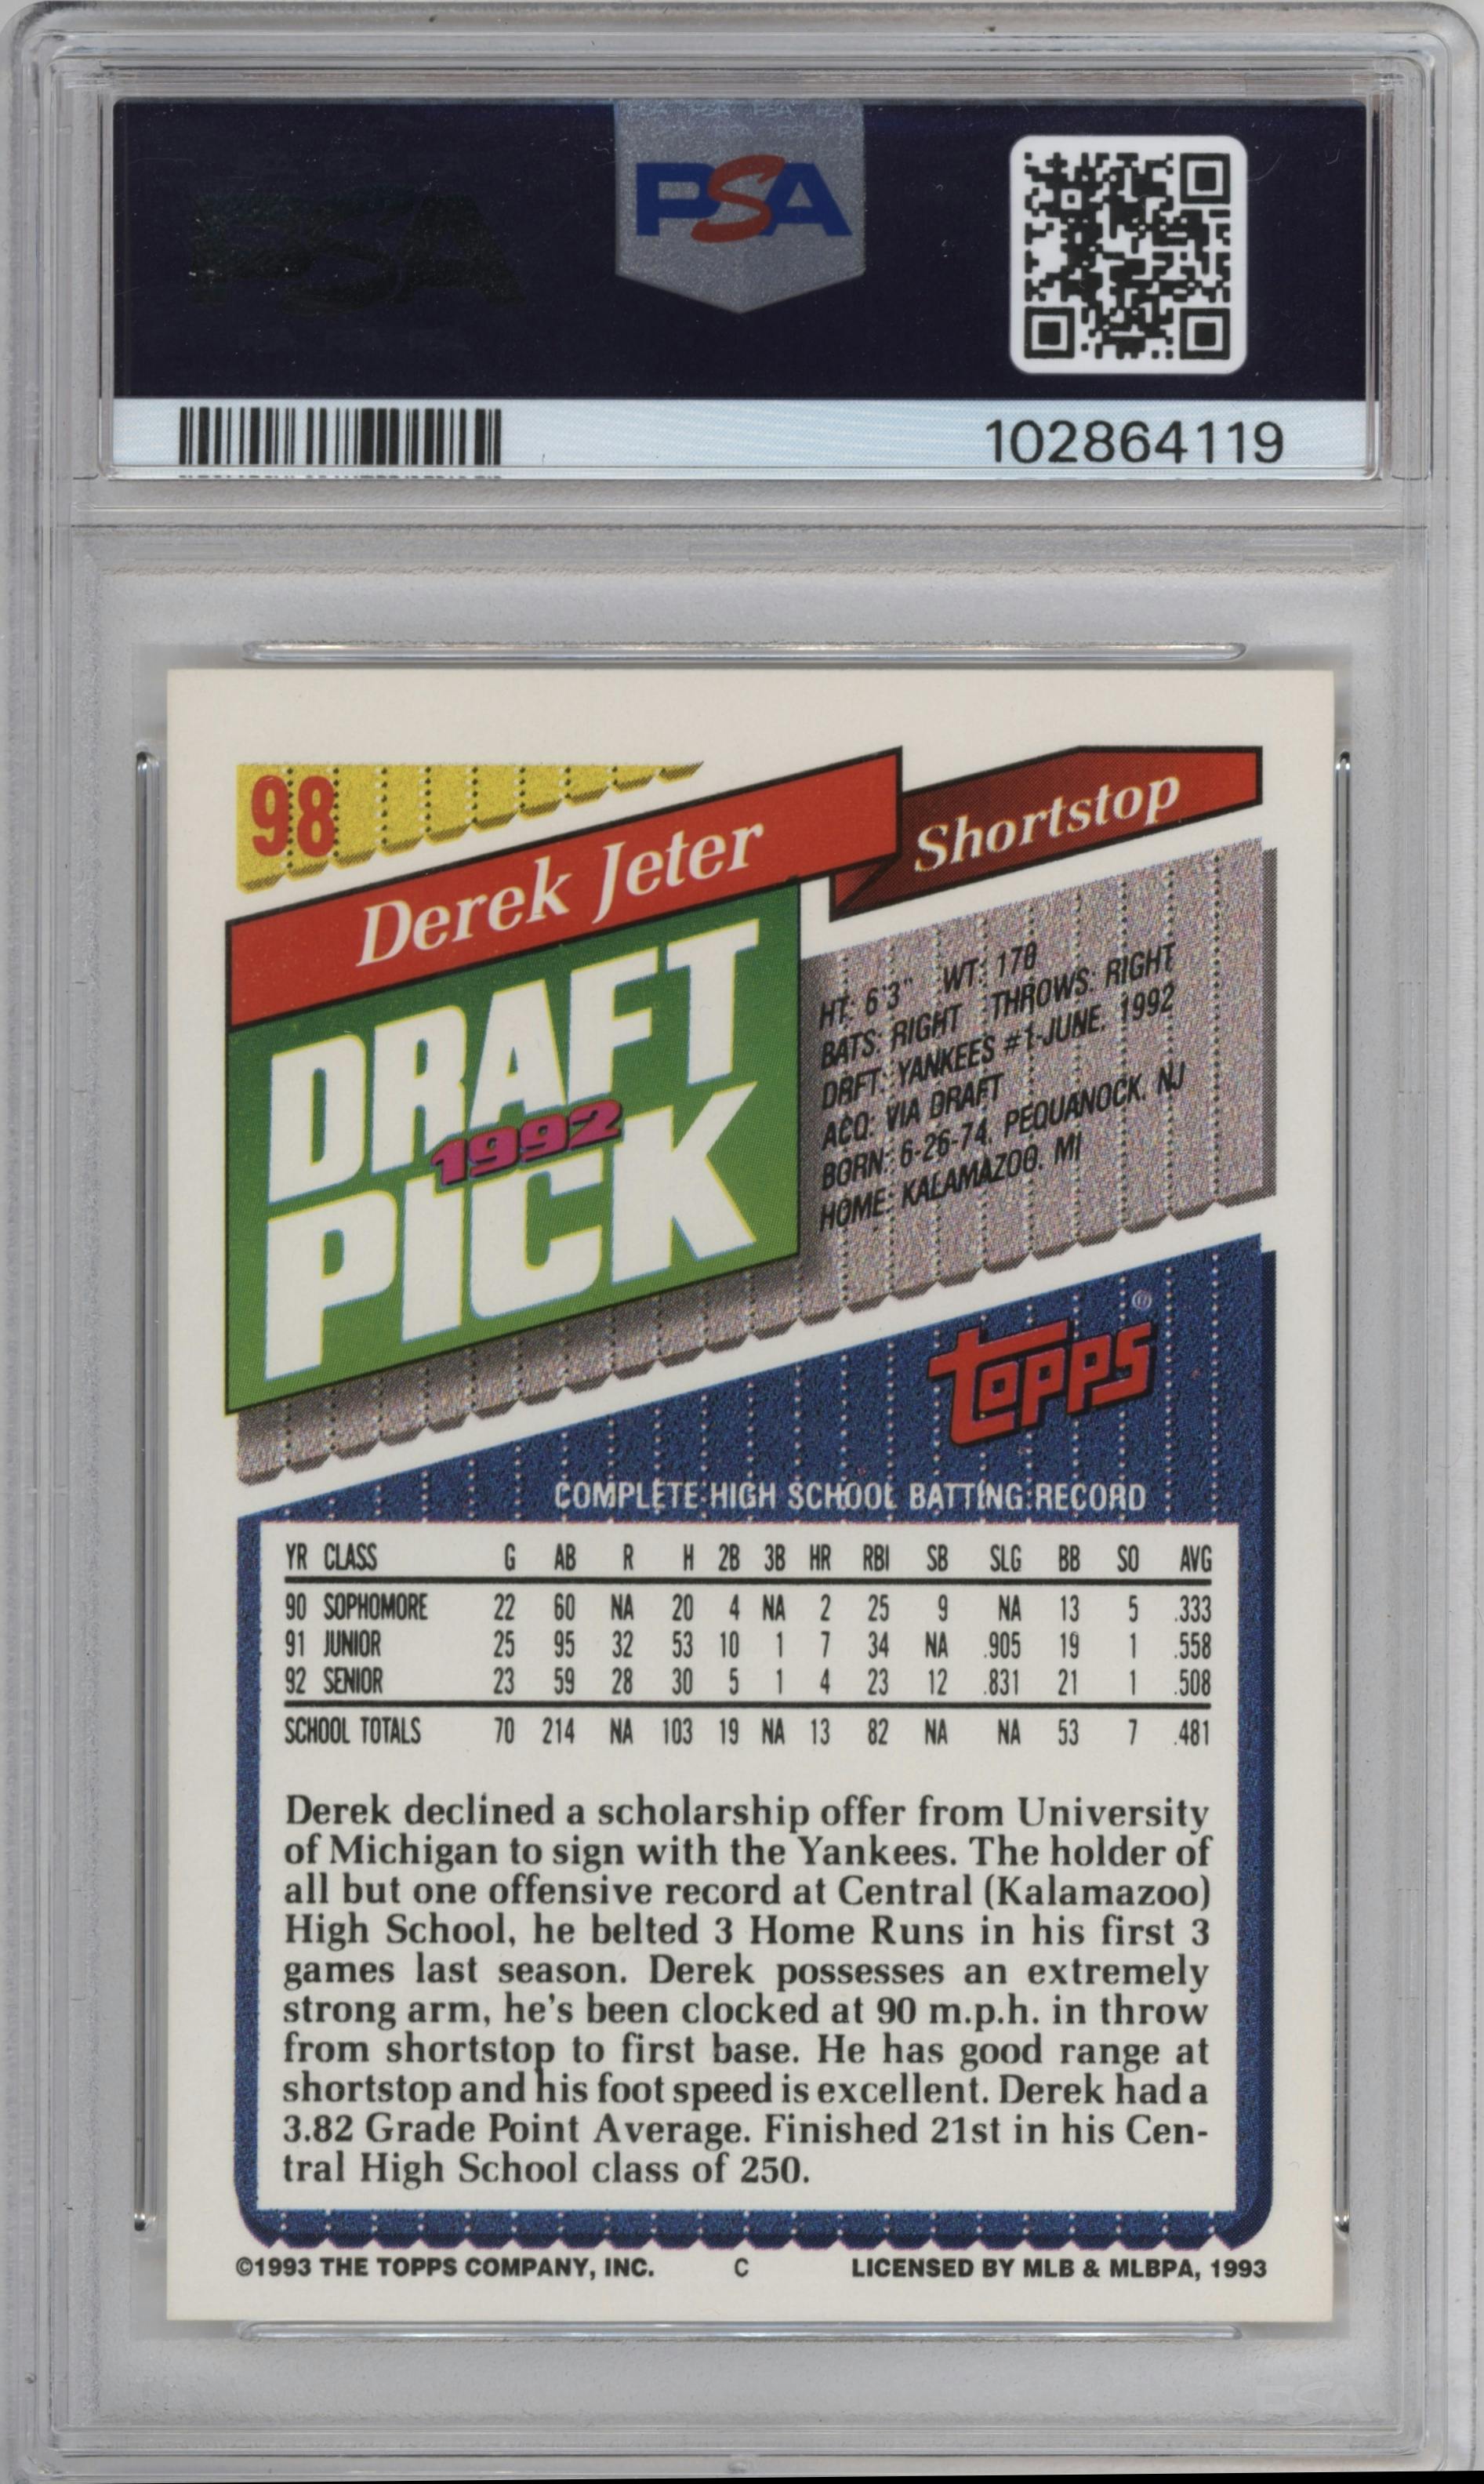 PSA
102864119
98
Derek Jeter
Shortstop
DRAFT
1992
PICK
HT: 6'3" WT: 178
BATS: RIGHT THROWS: RIGHT
DRFT: YANKEES #1-JUNE, 1992
ACQ: VIA DRAFT
BORN: 6-26-74, PEQUANOCK, NJ
HOME: KALAMAZOO, MI
Topps®
COMPLETE HIGH SCHOOL BATTING RECORD
YR CLASS G AB R H 2B 3B HR RBI SB SLG BB SO AVG
90 SOPHOMORE 22 60 NA 20 4 NA 2 25 9 NA 13 5 .333
91 JUNIOR 25 95 32 53 10 1 7 34 NA .905 19 1 .558
92 SENIOR 23 59 28 30 5 1 4 23 12 .831 21 1 .508
SCHOOL TOTALS 70 214 NA 103 19 NA 13 82 NA NA 53 7 .481
Derek declined a scholarship offer from University
of Michigan to sign with the Yankees. The holder of
all but one offensive record at Central (Kalamazoo)
High School, he belted 3 Home Runs in his first 3
games last season. Derek possesses an extremely
strong arm, he's been clocked at 90 m.p.h. in throw
from shortstop to first base. He has good range at
shortstop and his foot speed is excellent. Derek had a
3.82 Grade Point Average. Finished 21st in his Cen-
tral High School class of 250.
©1993 THE TOPPS COMPANY, INC. C LICENSED BY MLB & MLBPA, 1993
PSA